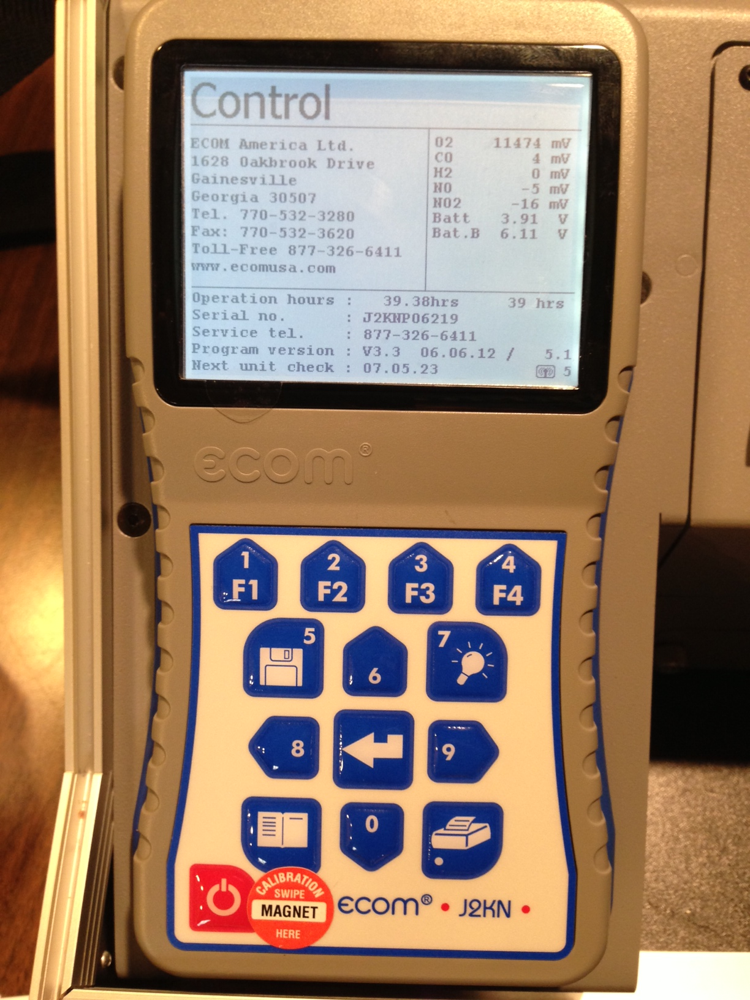 Control
ECOM America Ltd.
1628 Oakbrook Drive
Gainesville
Georgia 30507
Tel. 770-532-3280
Fax: 770-532-3620
Toll-Free 877-326-6411
www.ecomusa.com
O2 11474 mV
CO 4 mV
H2 0 mV
NO -5 mV
NO2 -16 mV
Batt 3.91 V
Bat.B 6.11 V
Operation hours : 39.38hrs 39 hrs
Serial no. : J2KNP06219
Service tel. : 877-326-6411
Program version : V3.3 06.06.12 / 5.1
Next unit check : 07.05.23 5
ecom®
1 2 3 4
F1 F2 F3 F4
5 6 7
8 9
0
CALIBRATION
SWIPE
MAGNET
HERE
ecom® • J2KN •